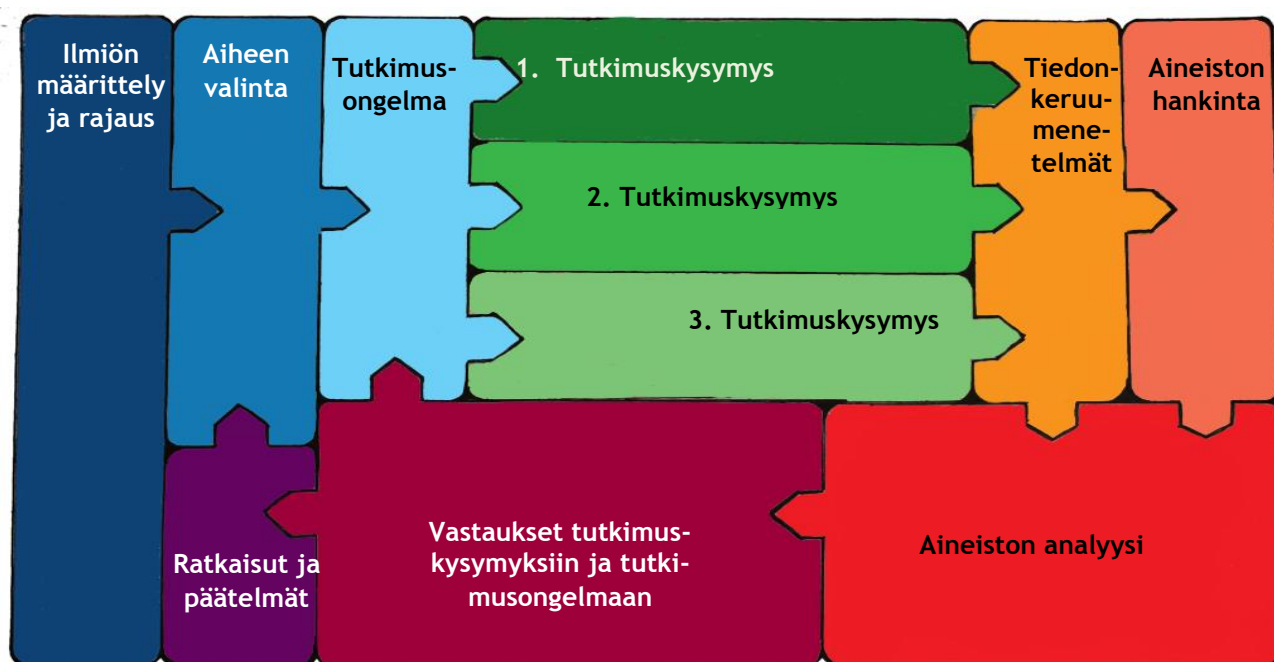 Ilmiön
määrittely
ja rajaus
Aiheen
valinta
Tutkimus-
ongelma
1. Tutkimuskysymys
2. Tutkimuskysymys
3. Tutkimuskysymys
Tiedon-
keruu-
mene-
telmät
Aineiston
hankinta
Ratkaisut ja
päätelmät
Vastaukset tutkimus-
kysymyksiin ja tutki-
musongelmaan
Aineiston analyysi